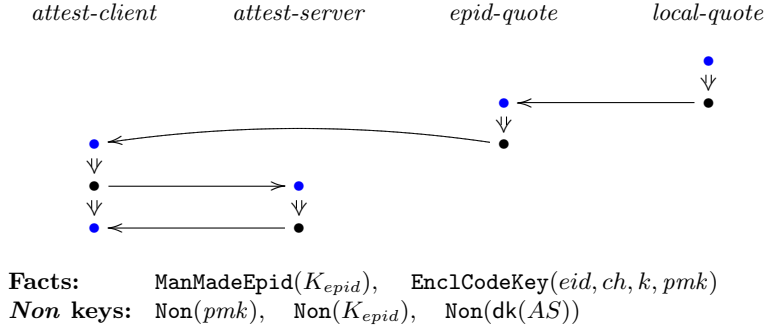 attest-client attest-server epid-quote local-quote
Facts: ManMadeEpid(K_epid), EnclCodeKey(eid, ch, k, pmk)
Non keys: Non(pmk), Non(K_epid), Non(dk(AS))